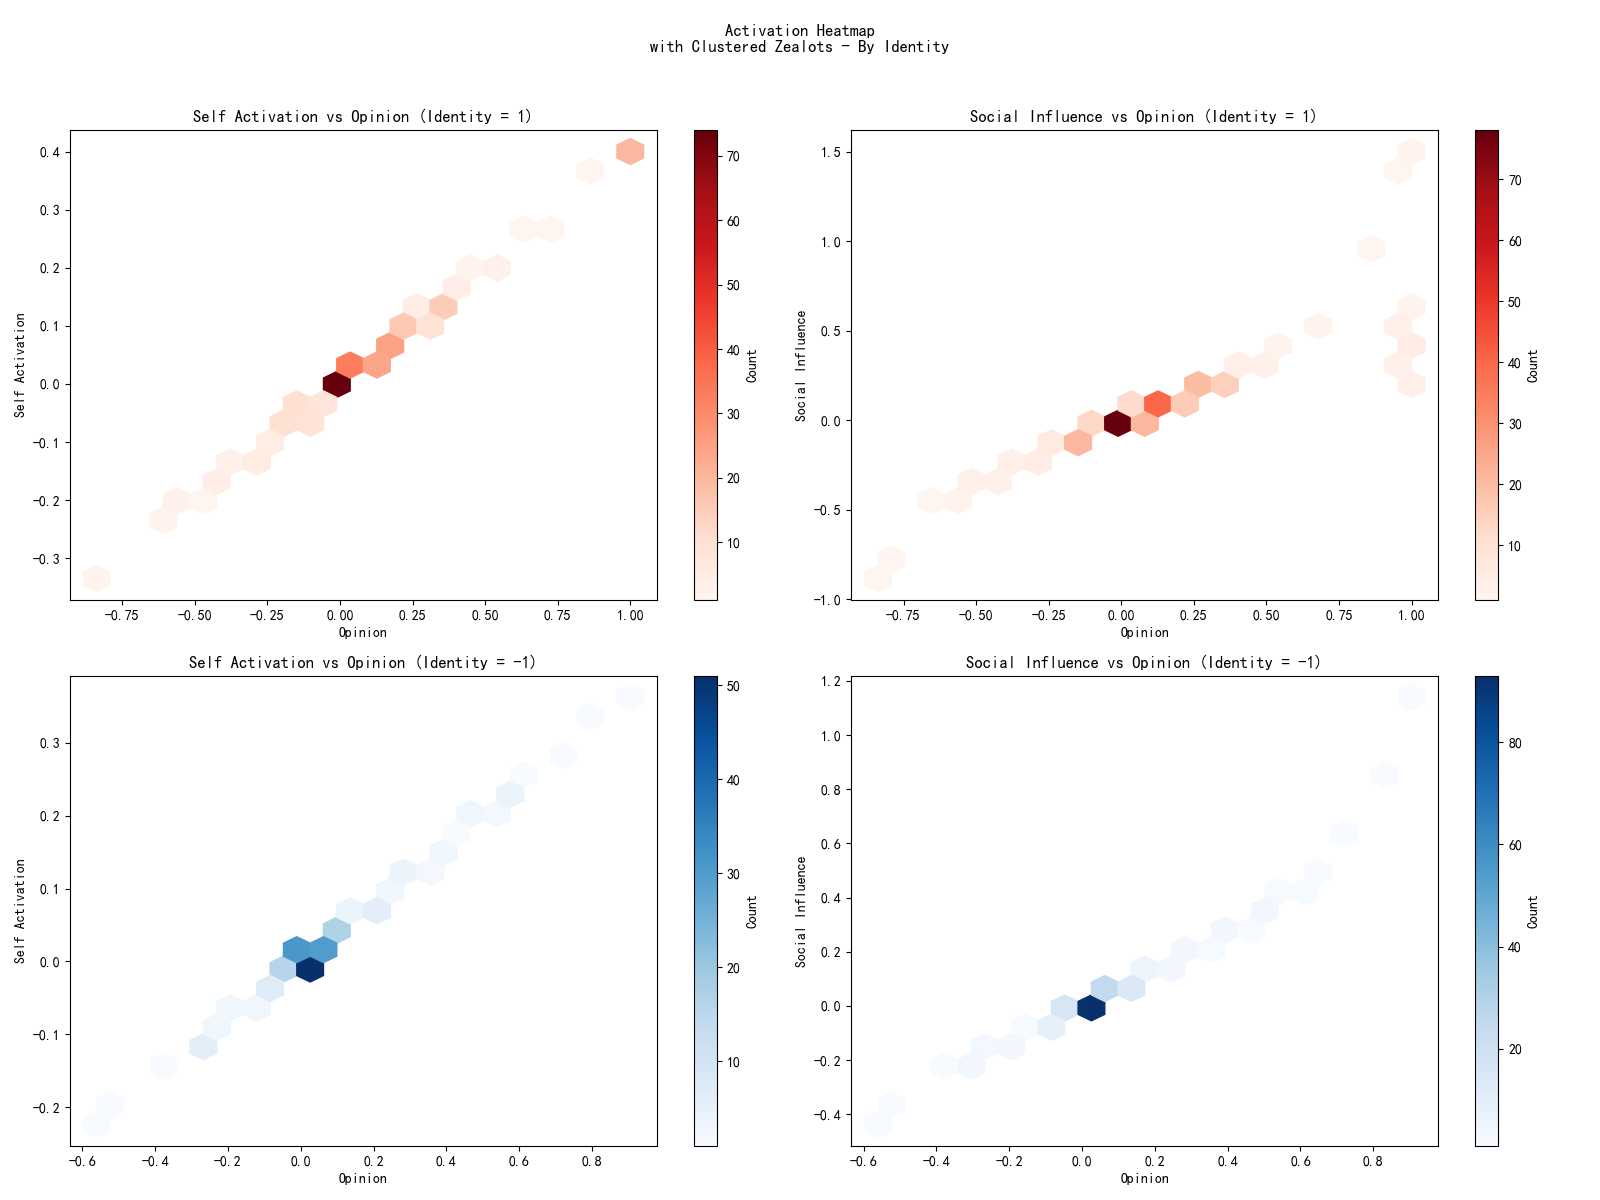 Activation Heatmap
with Clustered Zealots - By Identity
Self Activation vs Opinion (Identity = 1)
Self Activation
0.4
0.3
0.2
0.1
0.0
-0.1
-0.2
-0.3
-0.75 -0.50 -0.25 0.00 0.25 0.50 0.75 1.00
Opinion
70
60
50
40
30
20
10
Count
Social Influence vs Opinion (Identity = 1)
Social Influence
1.5
1.0
0.5
0.0
-0.5
-1.0
-0.75 -0.50 -0.25 0.00 0.25 0.50 0.75 1.00
Opinion
70
60
50
40
30
20
10
Count
Self Activation vs Opinion (Identity = -1)
Self Activation
0.3
0.2
0.1
0.0
-0.1
-0.2
-0.6 -0.4 -0.2 0.0 0.2 0.4 0.6 0.8
Opinion
50
40
30
20
10
Count
Social Influence vs Opinion (Identity = -1)
Social Influence
1.2
1.0
0.8
0.6
0.4
0.2
0.0
-0.2
-0.4
-0.6 -0.4 -0.2 0.0 0.2 0.4 0.6 0.8
Opinion
80
60
40
20
Count